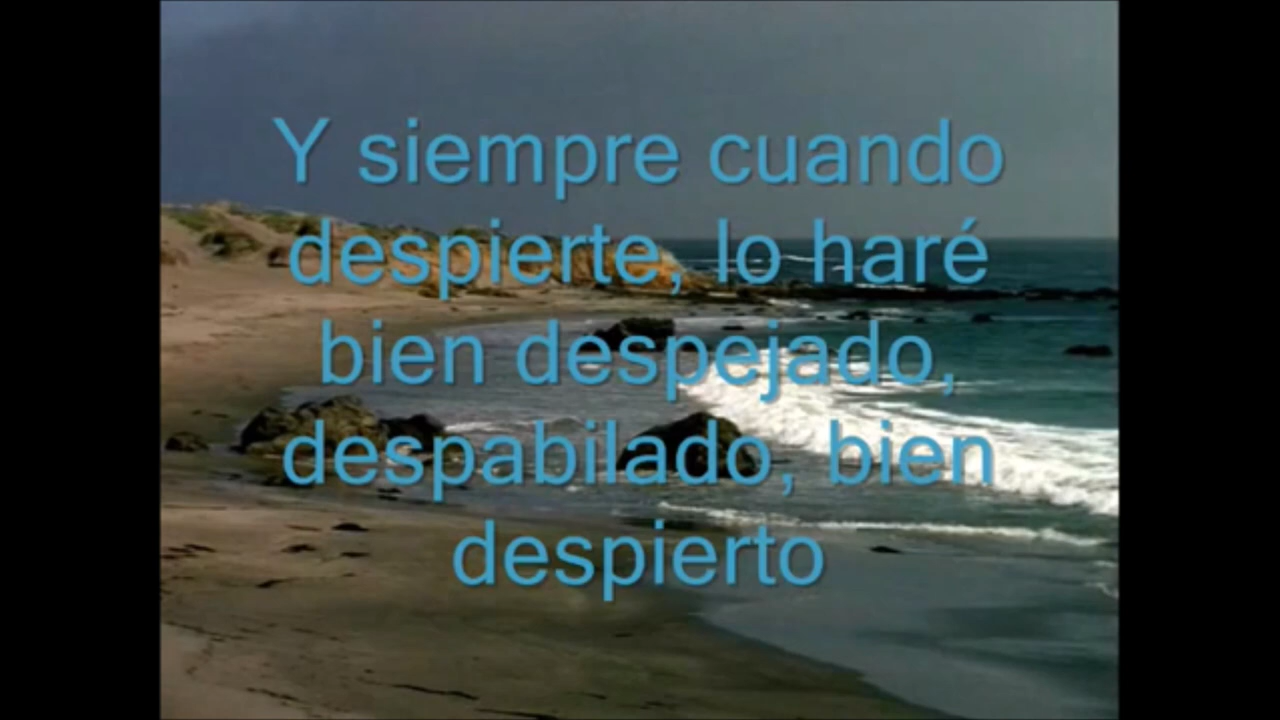 Y siempre cuando
despierte, lo haré
bien despejado,
despabilado, bien
despierto